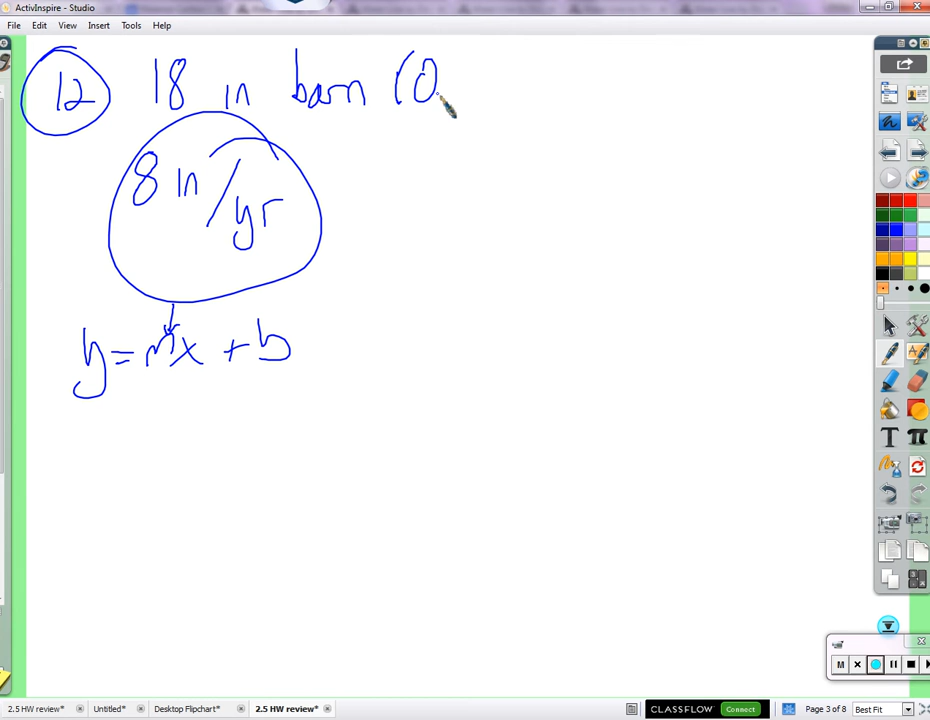 ActivInspire - Studio
File Edit View Insert Tools Help
12 18 in born (0
8 in/yr
y = mx + b
M
2.5 HW review* Untitled* Desktop Flipchart* 2.5 HW review* CLASSFLOW Connect Page 3 of 8 Best Fit